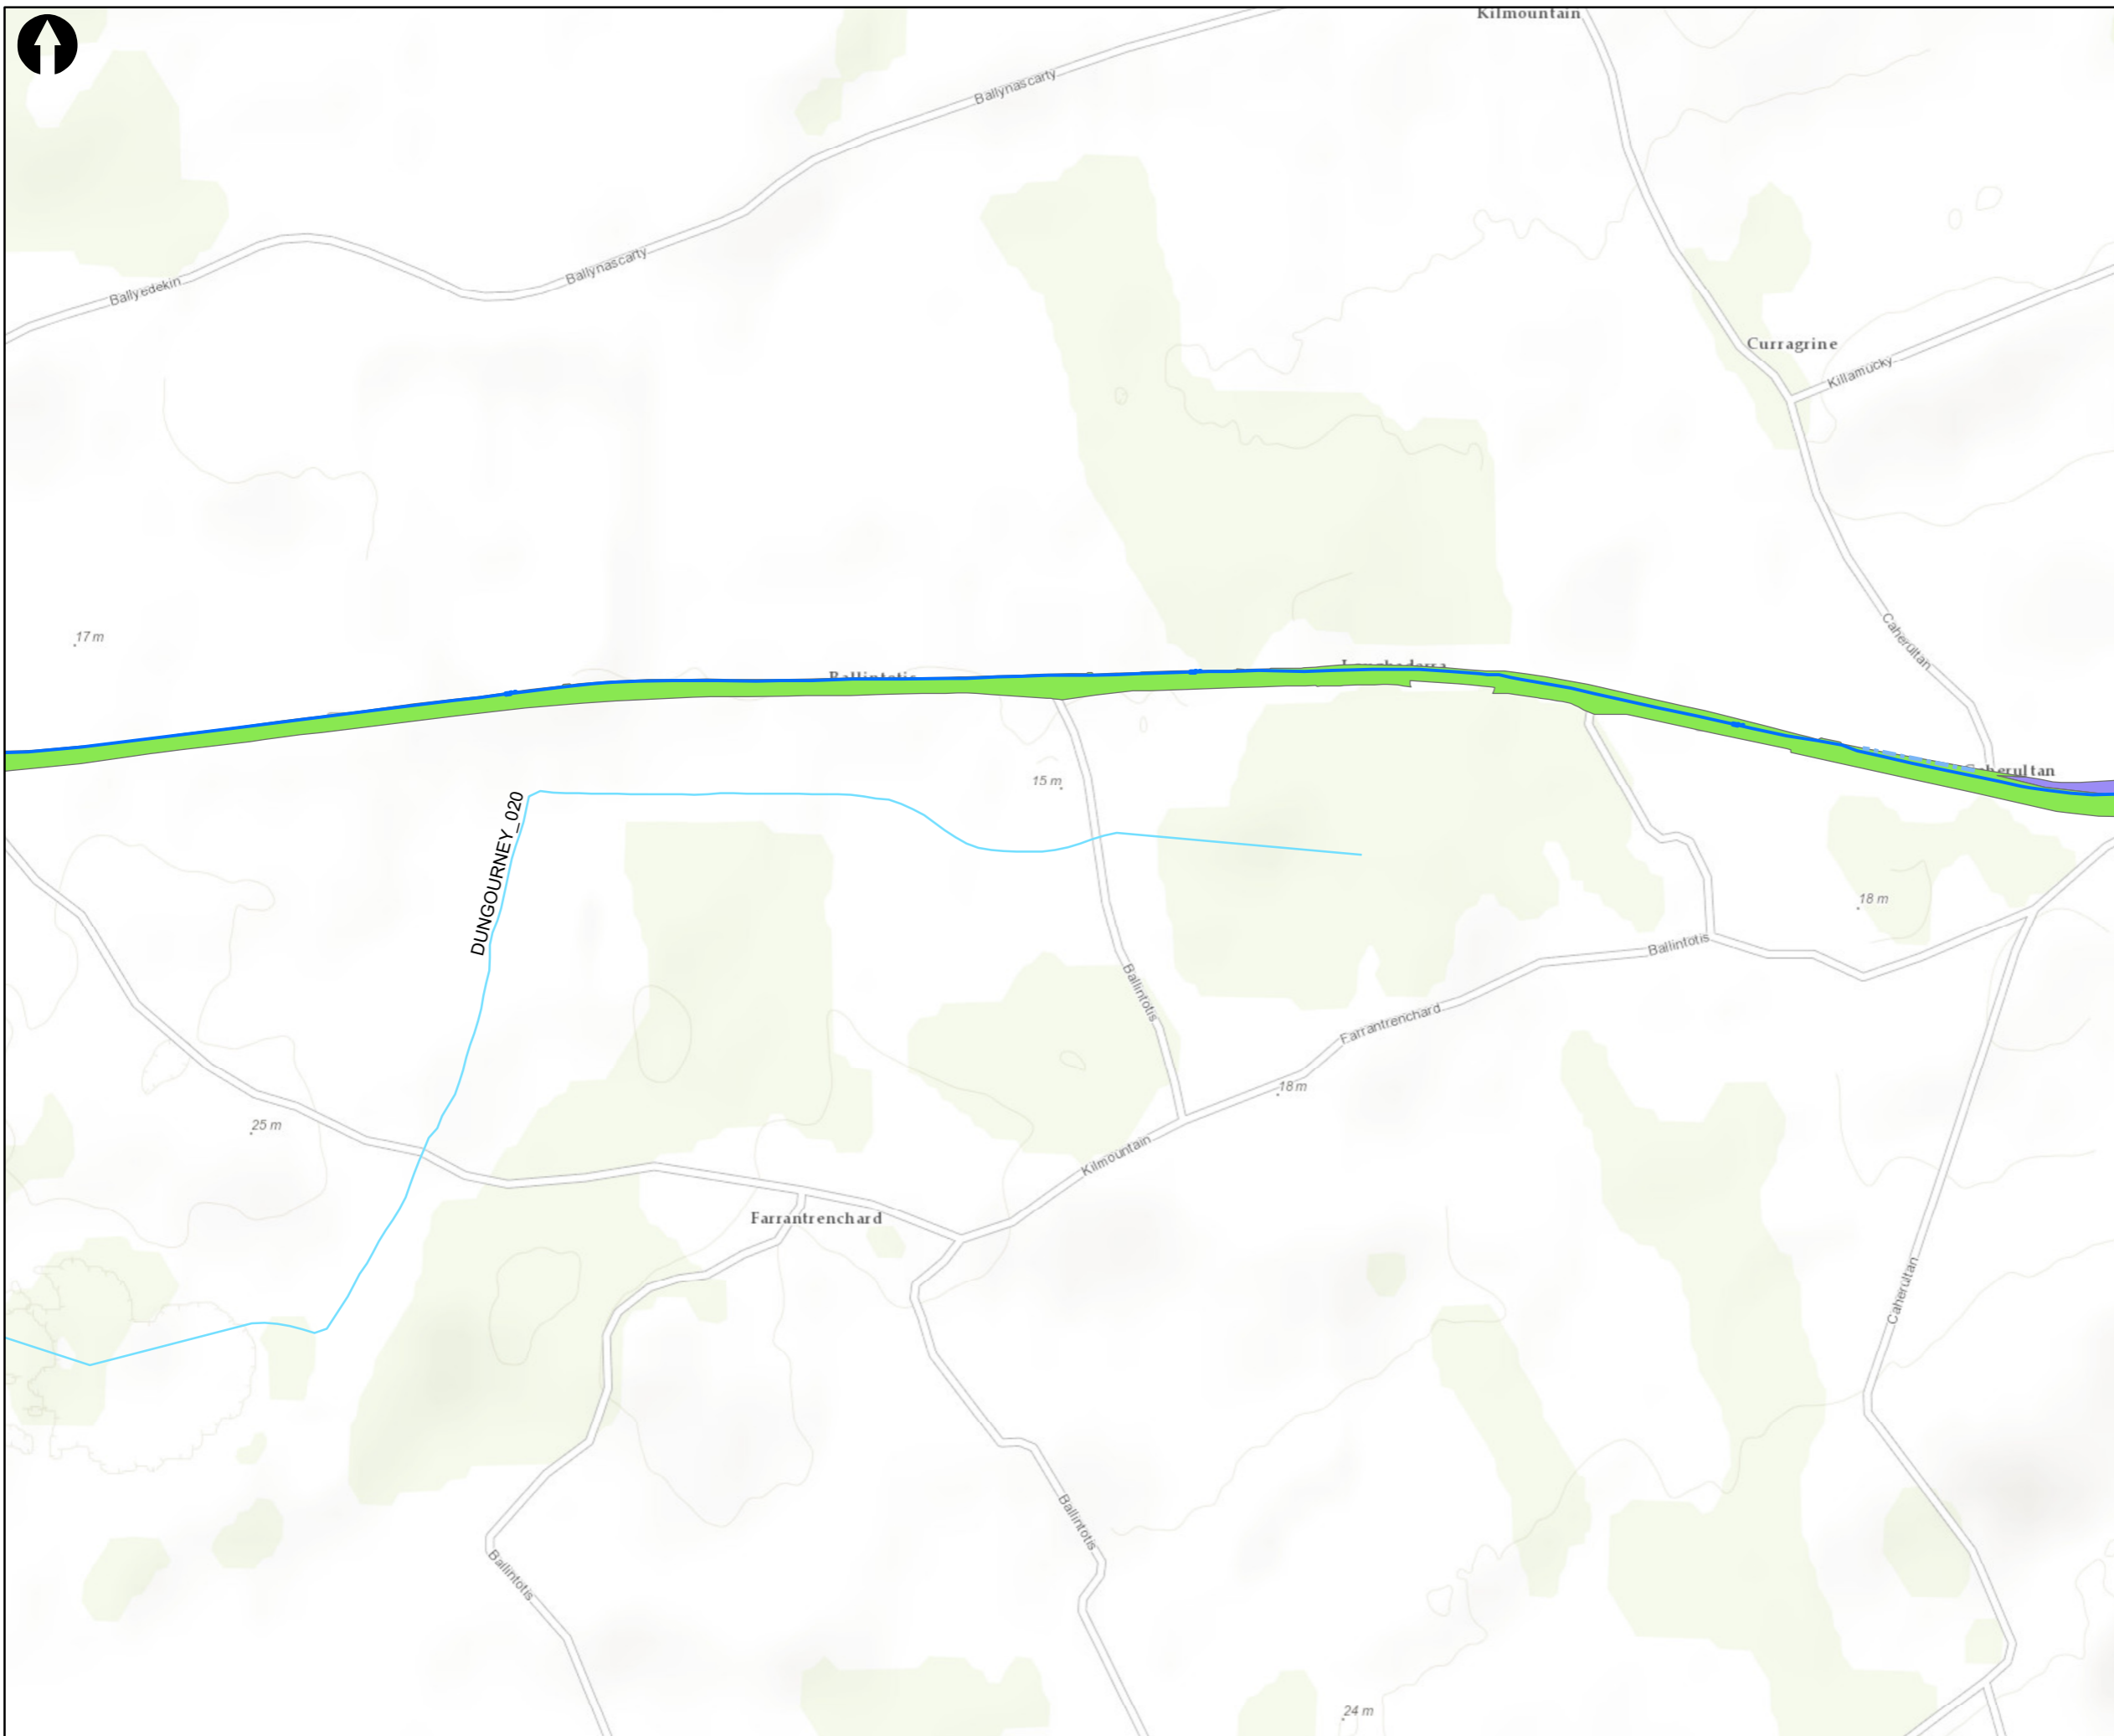 Kilmountain
Ballynascarty
Ballynascarty
Ballyedekin
Curragrine
Killamucky
Caherultan
17 m
Caherultan
15 m
DUNGOURNEY_020
18 m
Ballintotis
Ballintotis
Farrantrenchard
18 m
25 m
Kilmountain
Farrantrenchard
Caherultan
Ballintotis
Ballintotis
24 m